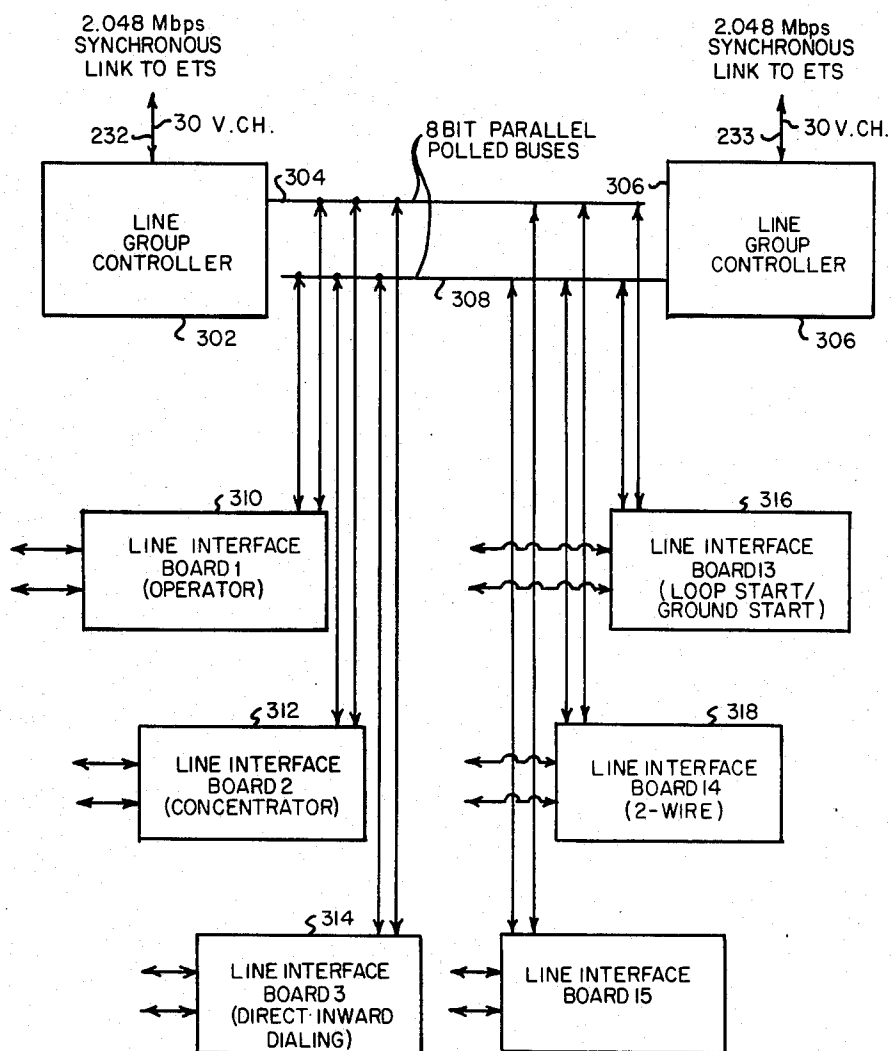 2.048 Mbps
SYNCHRONOUS
LINK TO ETS
2.048 Mbps
SYNCHRONOUS
LINK TO ETS
232
30 V.CH.
8 BIT PARALLEL
POLLED BUSES
233
30 V.CH.
304
306
LINE
GROUP
CONTROLLER
LINE
GROUP
CONTROLLER
308
302
306
310
LINE INTERFACE
BOARD 1
(OPERATOR)
316
LINE INTERFACE
BOARD 13
(LOOP START/
GROUND START)
312
LINE INTERFACE
BOARD 2
(CONCENTRATOR)
318
LINE INTERFACE
BOARD 14
(2-WIRE)
314
LINE INTERFACE
BOARD 3
(DIRECT INWARD
DIALING)
LINE INTERFACE
BOARD 15